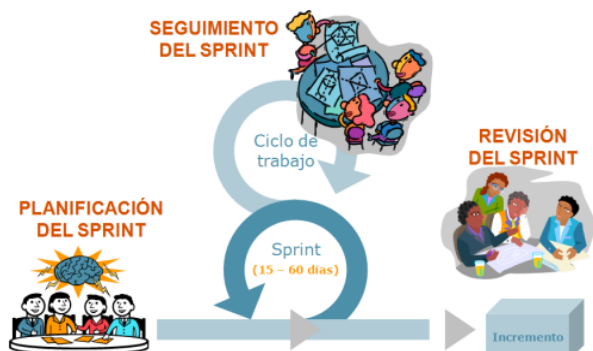 SEGUIMIENTO
DEL SPRINT
Ciclo de
trabajo
REVISIÓN
DEL SPRINT
PLANIFICACIÓN
DEL SPRINT
Sprint
(15 – 60 días)
Incremento